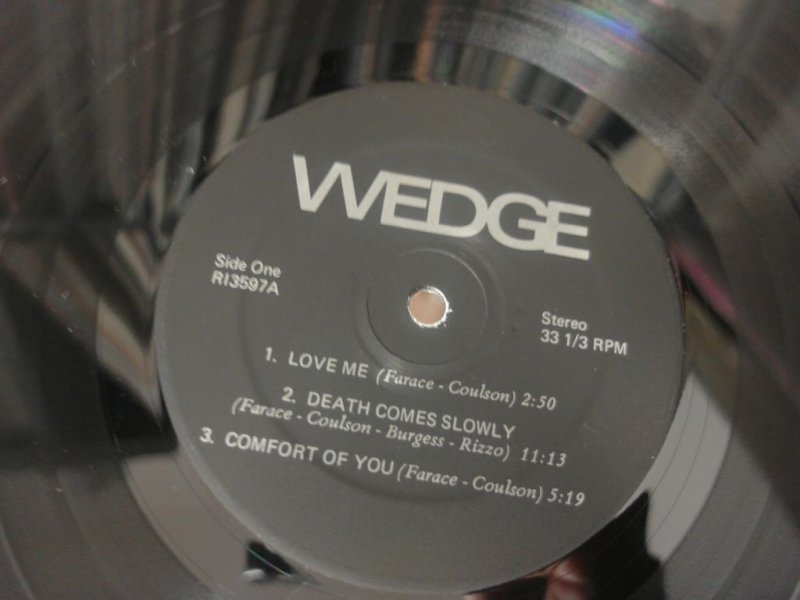 WEDGE
Side One
RI3597A
Stereo
33 1/3 RPM
1. LOVE ME (Farace - Coulson) 2:50
2. DEATH COMES SLOWLY
(Farace - Coulson - Burgess - Rizzo) 11:13
3. COMFORT OF YOU (Farace - Coulson) 5:19